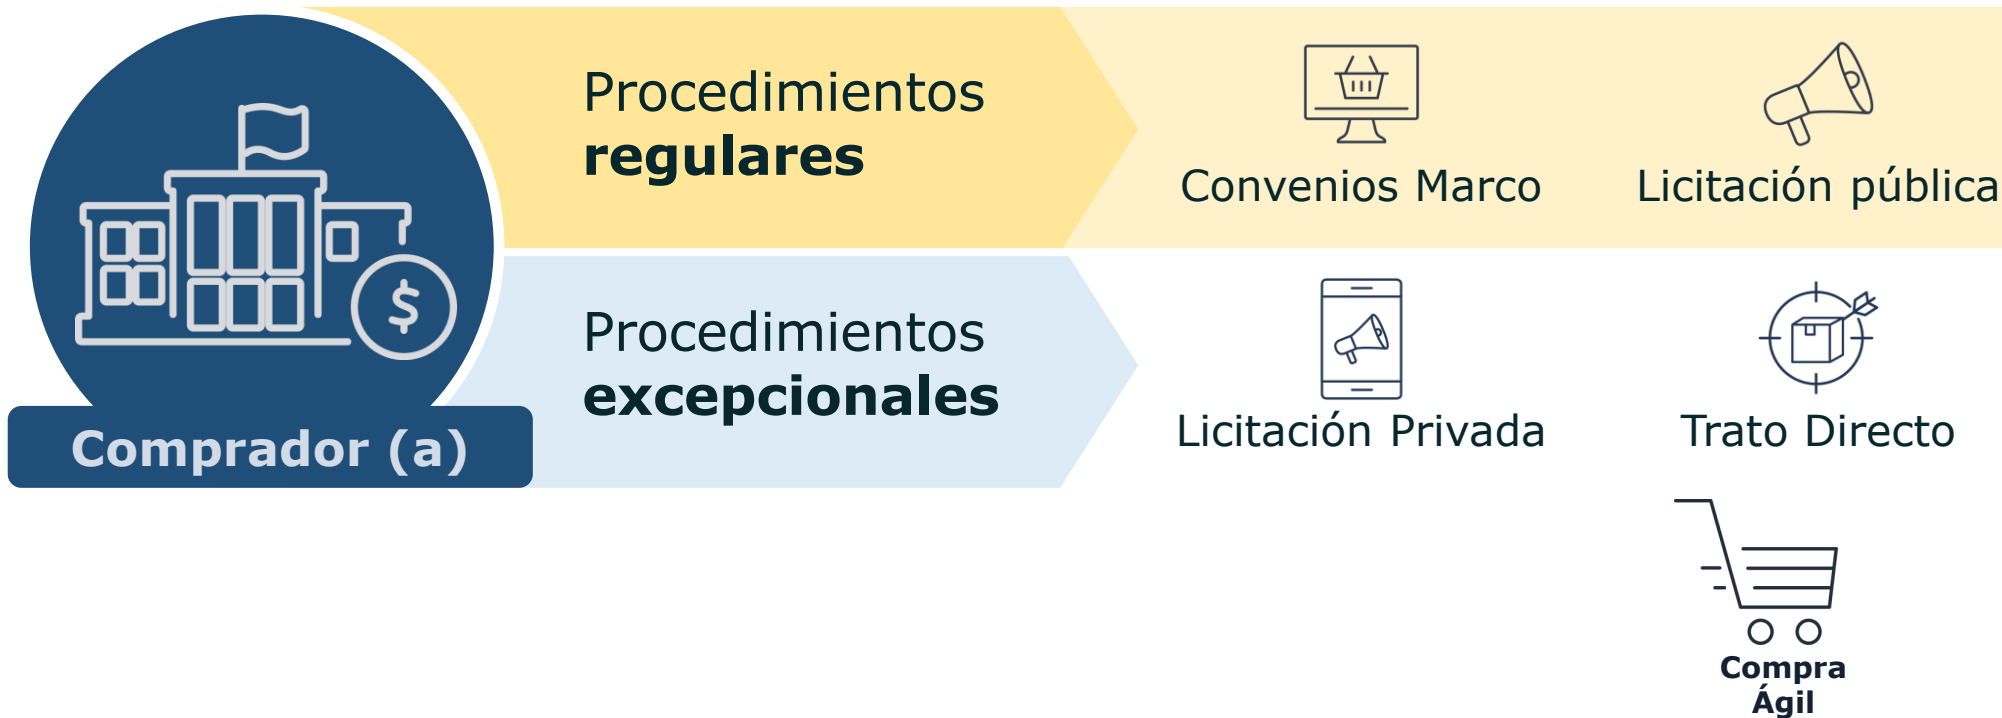 Procedimientos
regulares
Convenios Marco
Licitación pública
Procedimientos
excepcionales
Licitación Privada
Trato Directo
$
Comprador (a)
Compra
Ágil